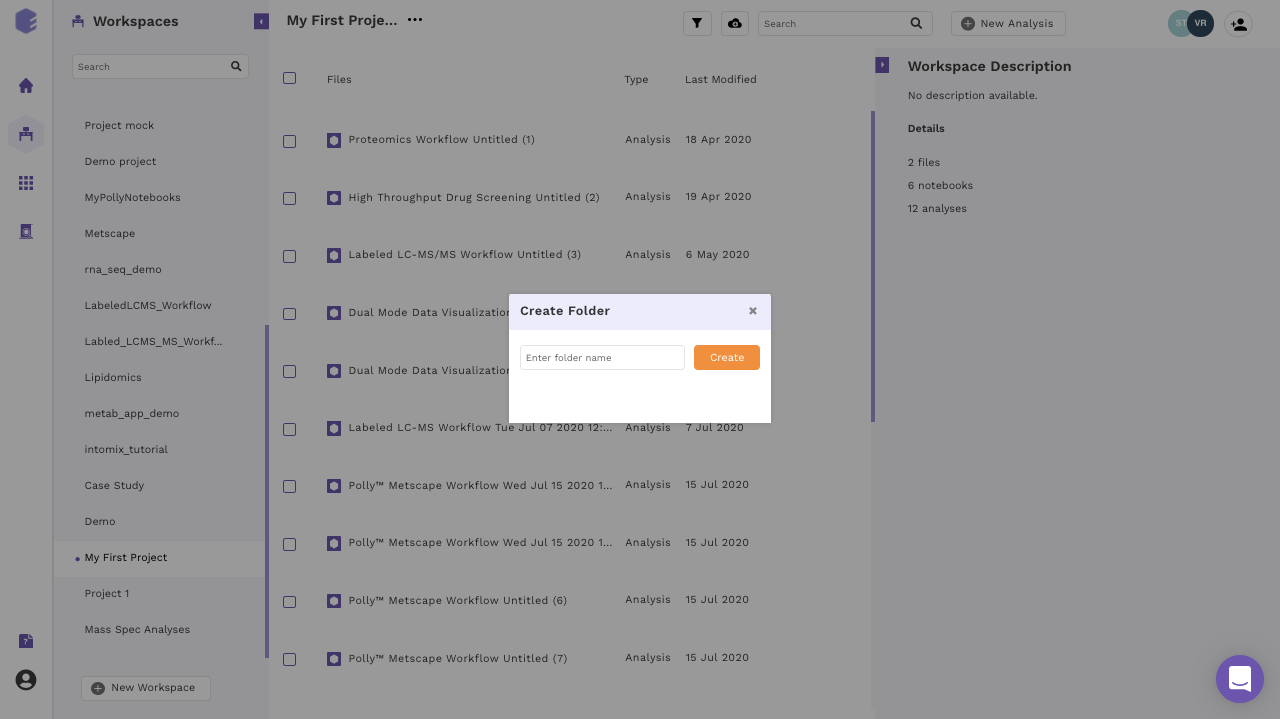 Workspaces
My First Proje... •••
Search
New Analysis
ST VR
Search
Project mock
Demo project
MyPollyNotebooks
Metscape
rna_seq_demo
LabeledLCMS_Workflow
Labled_LCMS_MS_Workf...
Lipidomics
metab_app_demo
intomix_tutorial
Case Study
Demo
My First Project
Project 1
Mass Spec Analyses
New Workspace
Files Type Last Modified
Proteomics Workflow Untitled (1) Analysis 18 Apr 2020
High Throughput Drug Screening Untitled (2) Analysis 19 Apr 2020
Labeled LC-MS/MS Workflow Untitled (3) Analysis 6 May 2020
Dual Mode Data Visualization
Dual Mode Data Visualization
Labeled LC-MS Workflow Tue Jul 07 2020 12:... Analysis 7 Jul 2020
Polly™ Metscape Workflow Wed Jul 15 2020 1... Analysis 15 Jul 2020
Polly™ Metscape Workflow Wed Jul 15 2020 1... Analysis 15 Jul 2020
Polly™ Metscape Workflow Untitled (6) Analysis 15 Jul 2020
Polly™ Metscape Workflow Untitled (7) Analysis 15 Jul 2020
Create Folder
Enter folder name
Create
Workspace Description
No description available.
Details
2 files
6 notebooks
12 analyses